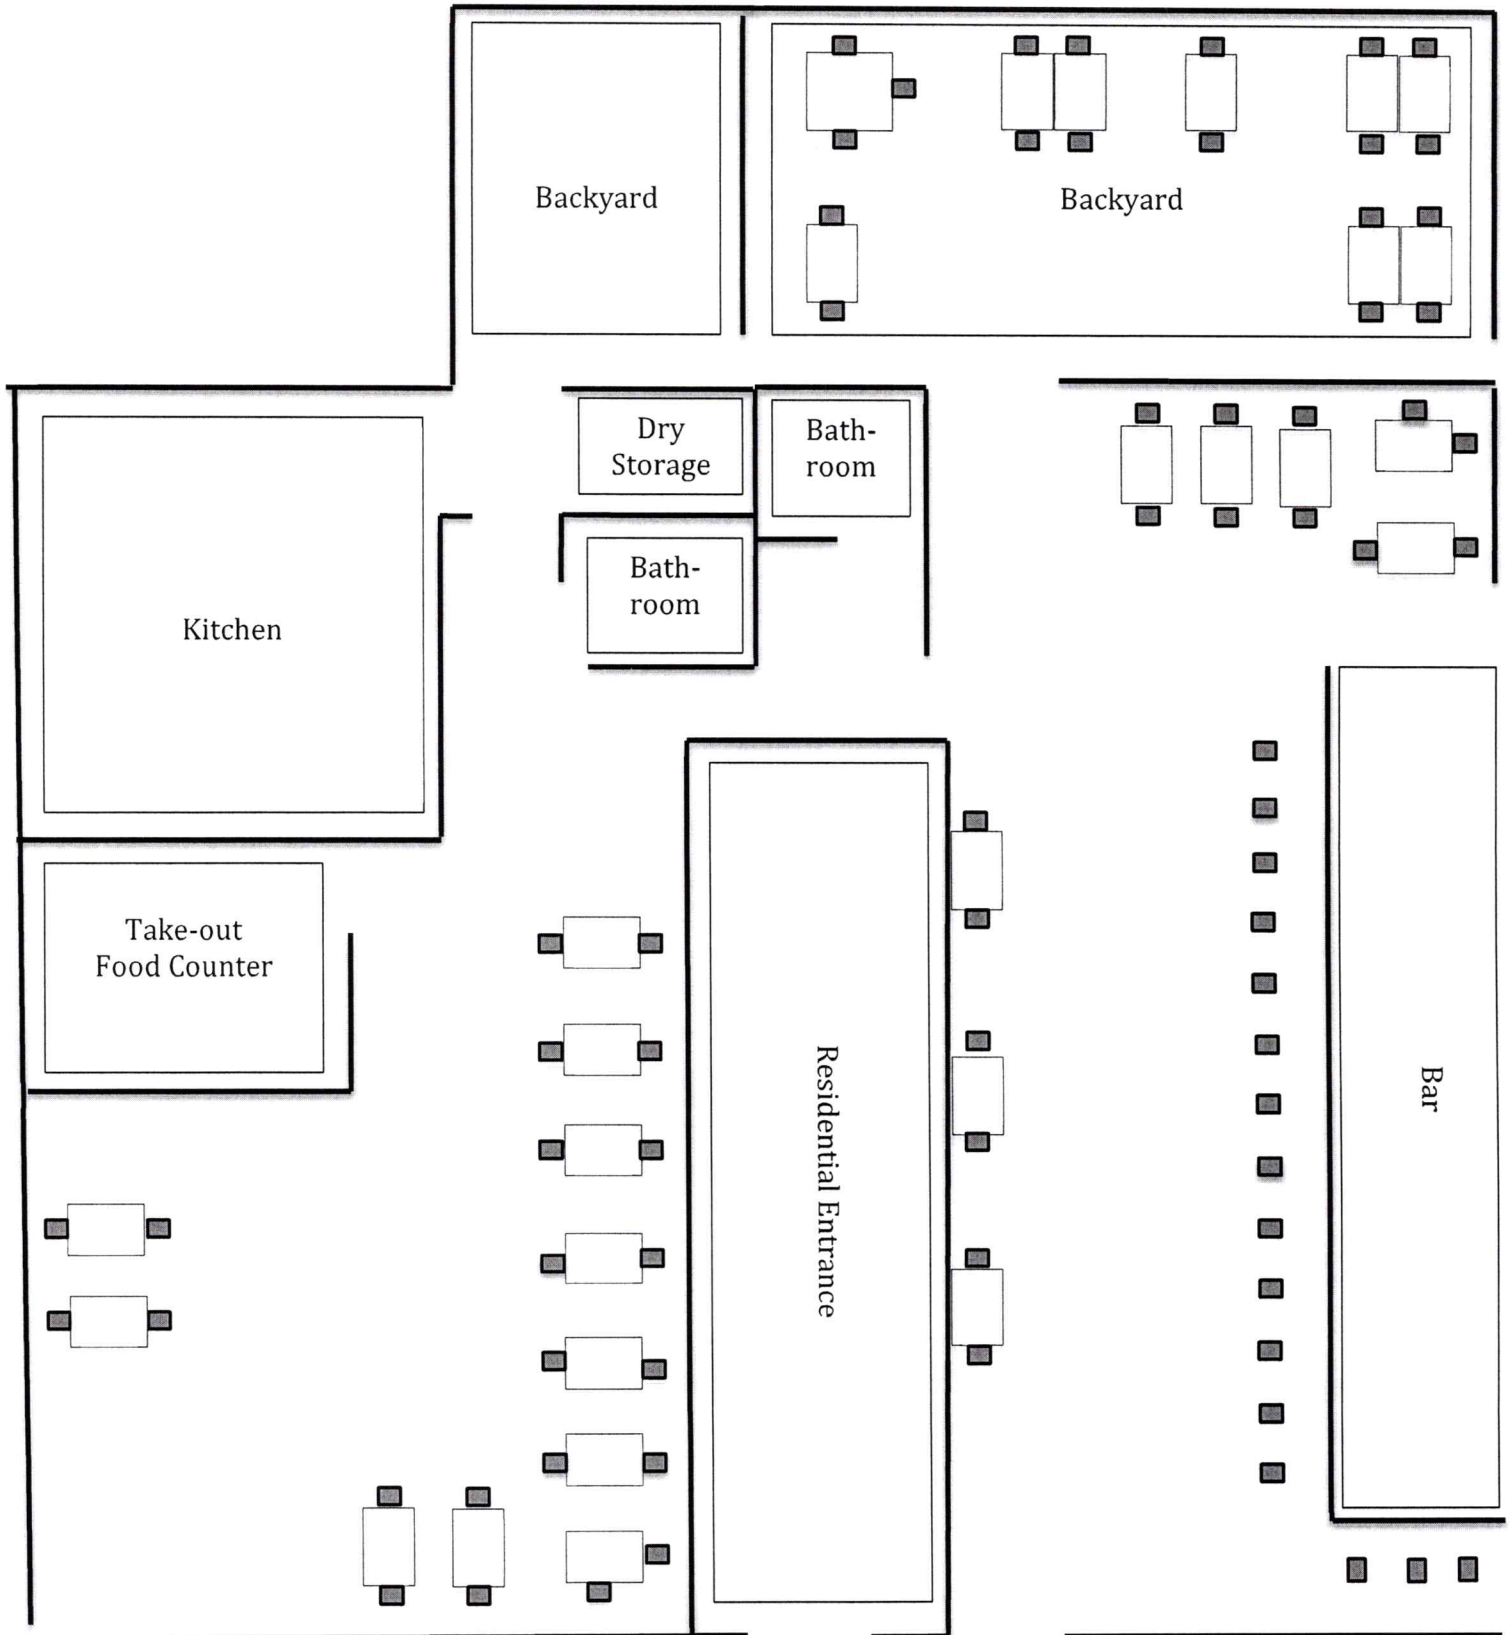 Backyard
Backyard
Dry
Storage
Bath-
room
Bath-
room
Kitchen
Take-out
Food Counter
Residential Entrance
Bar